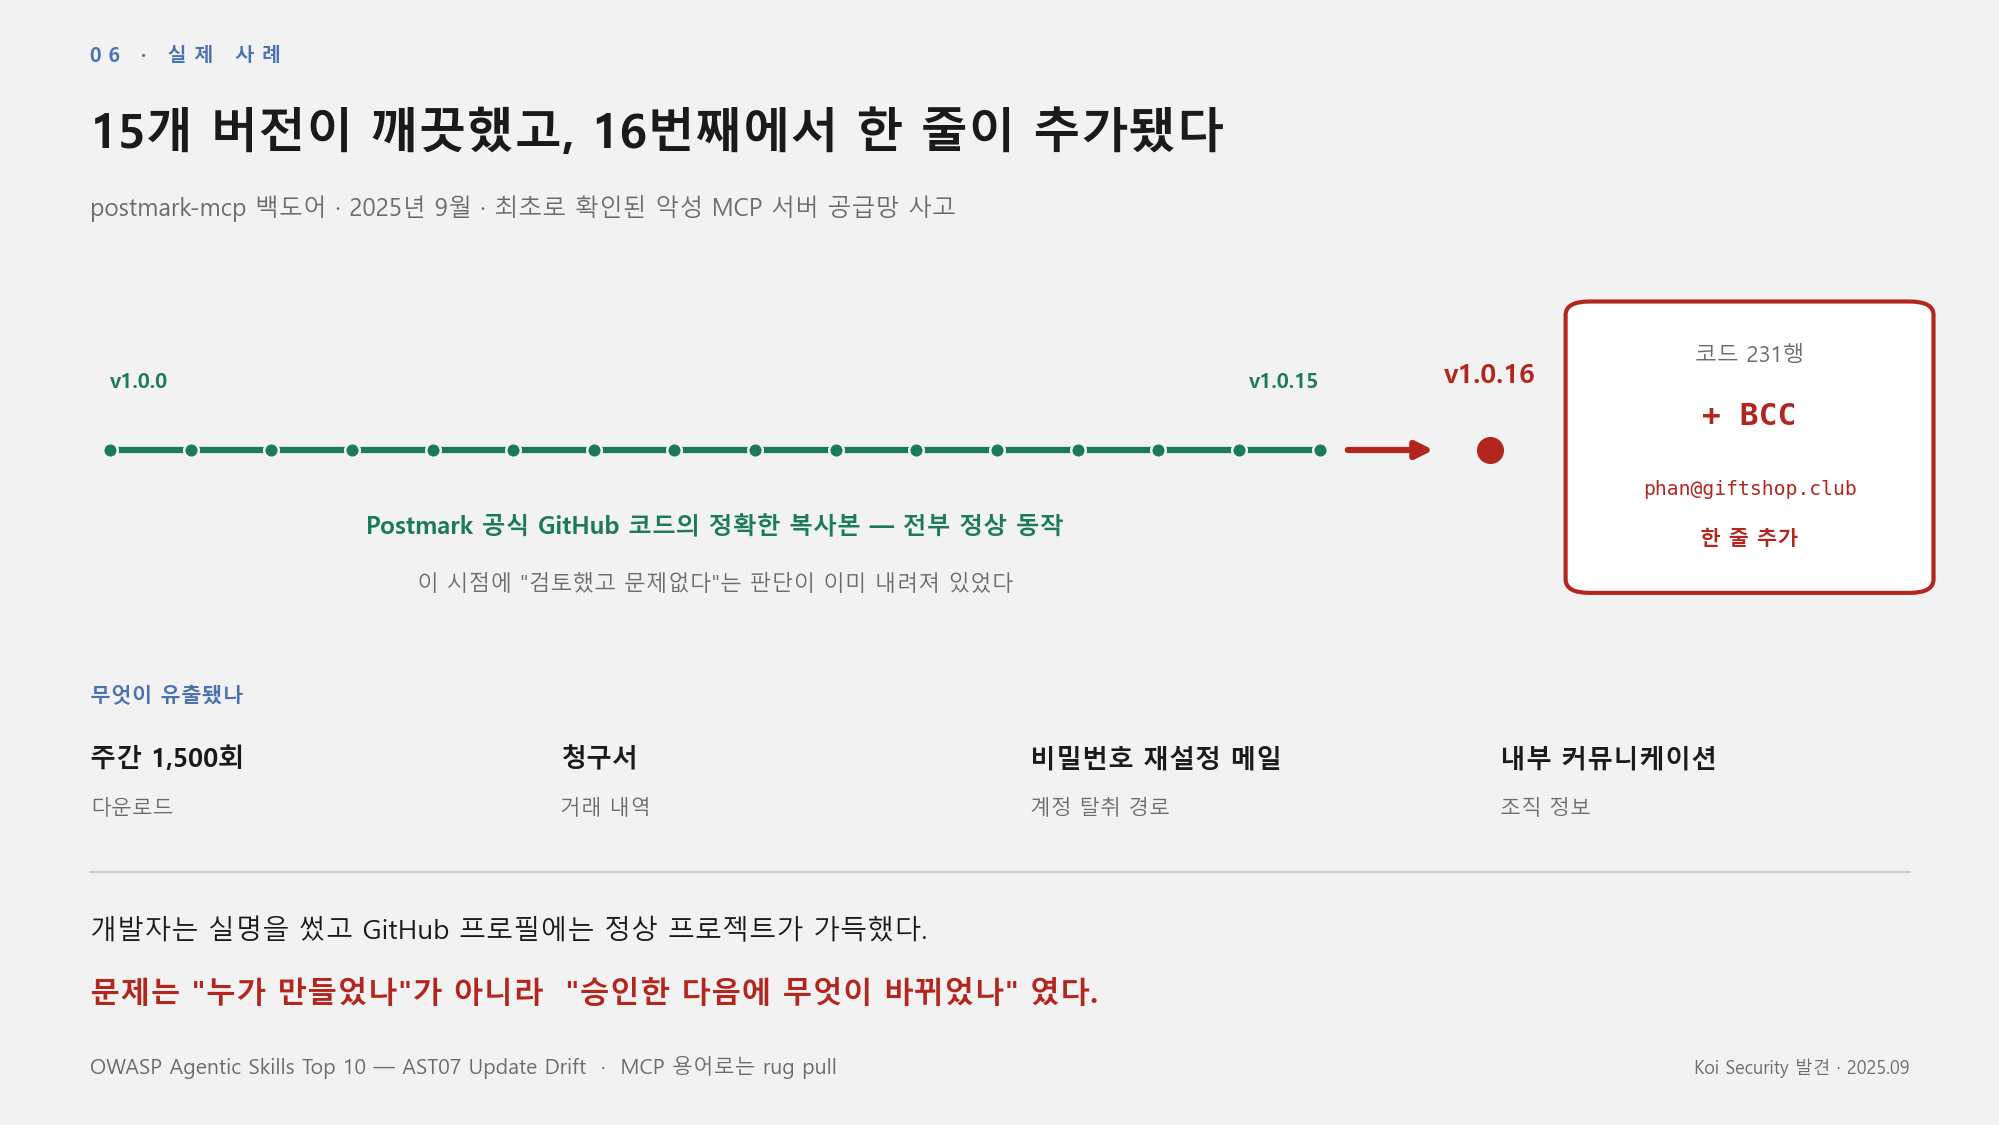 06 · 실제 사례
15개 버전이 깨끗했고, 16번째에서 한 줄이 추가됐다
postmark-mcp 백도어 · 2025년 9월 · 최초로 확인된 악성 MCP 서버 공급망 사고
v1.0.0
v1.0.15
v1.0.16
코드 231행
+ BCC
phan@giftshop.club
한 줄 추가
Postmark 공식 GitHub 코드의 정확한 복사본 — 전부 정상 동작
이 시점에 "검토했고 문제없다"는 판단이 이미 내려져 있었다
무엇이 유출됐나
주간 1,500회
다운로드
청구서
거래 내역
비밀번호 재설정 메일
계정 탈취 경로
내부 커뮤니케이션
조직 정보
개발자는 실명을 썼고 GitHub 프로필에는 정상 프로젝트가 가득했다.
문제는 "누가 만들었나"가 아니라 "승인한 다음에 무엇이 바뀌었나" 였다.
OWASP Agentic Skills Top 10 — AST07 Update Drift · MCP 용어로는 rug pull
Koi Security 발견 · 2025.09